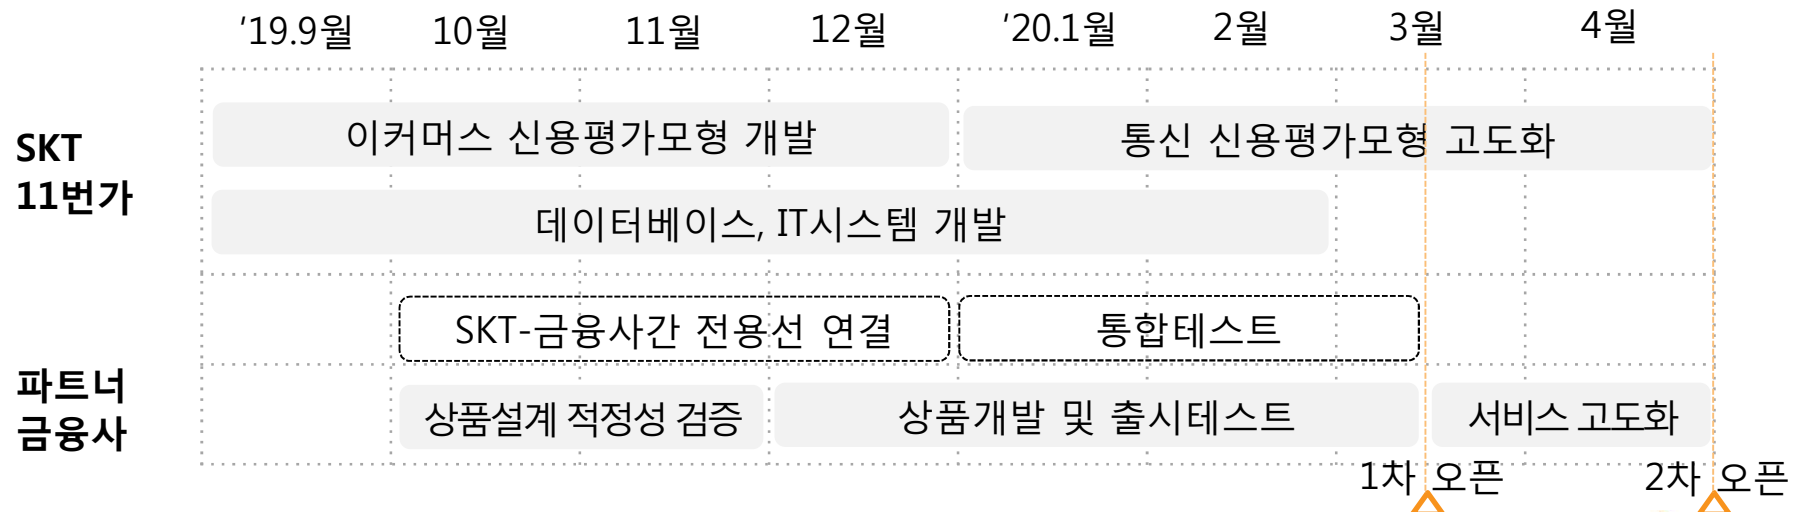 '19.9월 10월 11월 12월 '20.1월 2월 3월 4월
SKT
11번가
이커머스 신용평가모형 개발
통신 신용평가모형 고도화
데이터베이스, IT시스템 개발
SKT-금융사간 전용선 연결
통합테스트
파트너
금융사
상품설계 적정성 검증
상품개발 및 출시테스트
서비스 고도화
1차 오픈
2차 오픈